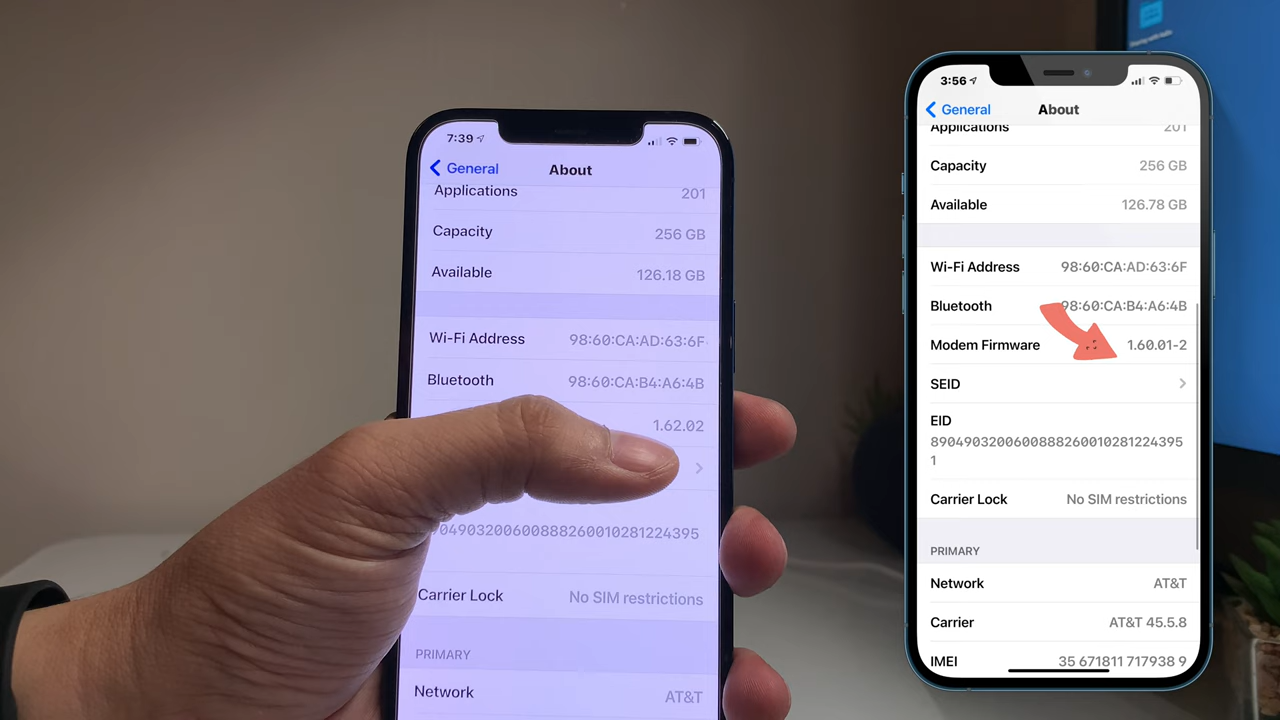 7:39
General
About
Applications
201
Capacity
256 GB
Available
126.18 GB
Wi-Fi Address
98:60:CA:AD:63:6F
Bluetooth
98:60:CA:B4:A6:4B
1.62.02
89049032006008882600102812243951
Carrier Lock
No SIM restrictions
PRIMARY
Network
AT&T
3:56
General
About
Applications
201
Capacity
256 GB
Available
126.78 GB
Wi-Fi Address
98:60:CA:AD:63:6F
Bluetooth
98:60:CA:B4:A6:4B
Modem Firmware
1.60.01-2
SEID
EID
8904903200600888260010281224395
1
Carrier Lock
No SIM restrictions
PRIMARY
Network
AT&T
Carrier
AT&T 45.5.8
IMEI
35 671811 717938 9